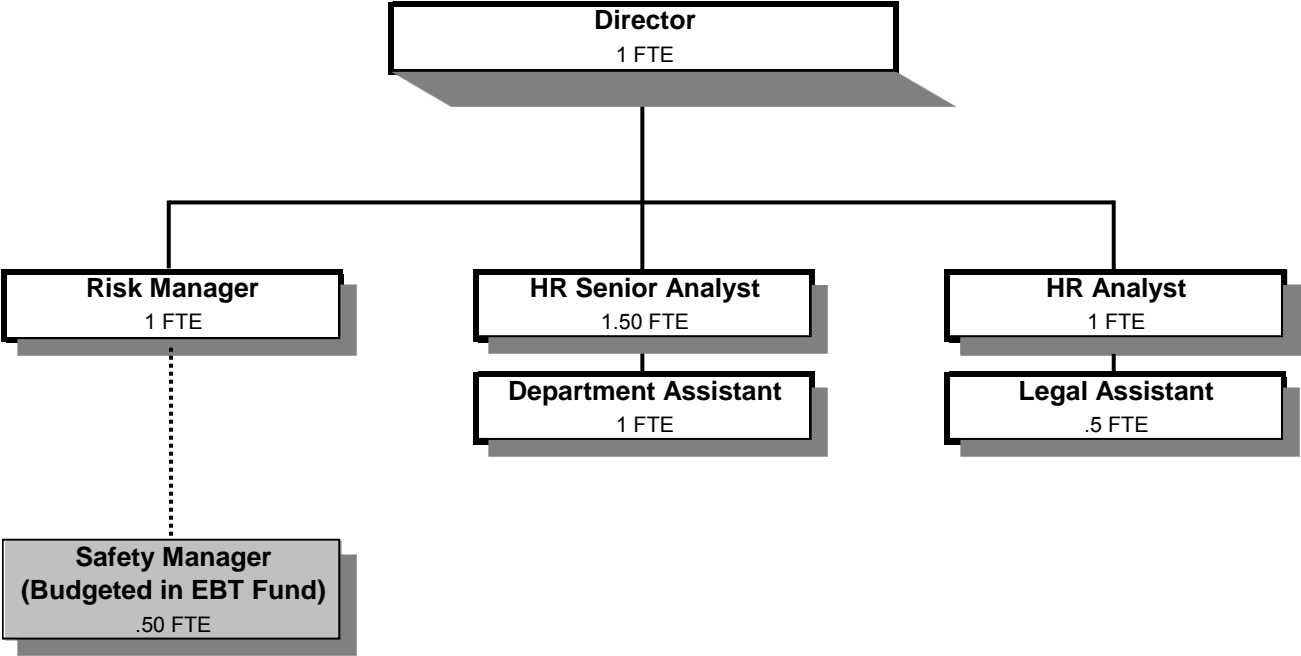 Director
1 FTE
Risk Manager
1 FTE
HR Senior Analyst
1.50 FTE
HR Analyst
1 FTE
Department Assistant
1 FTE
Legal Assistant
.5 FTE
Safety Manager
(Budgeted in EBT Fund)
.50 FTE